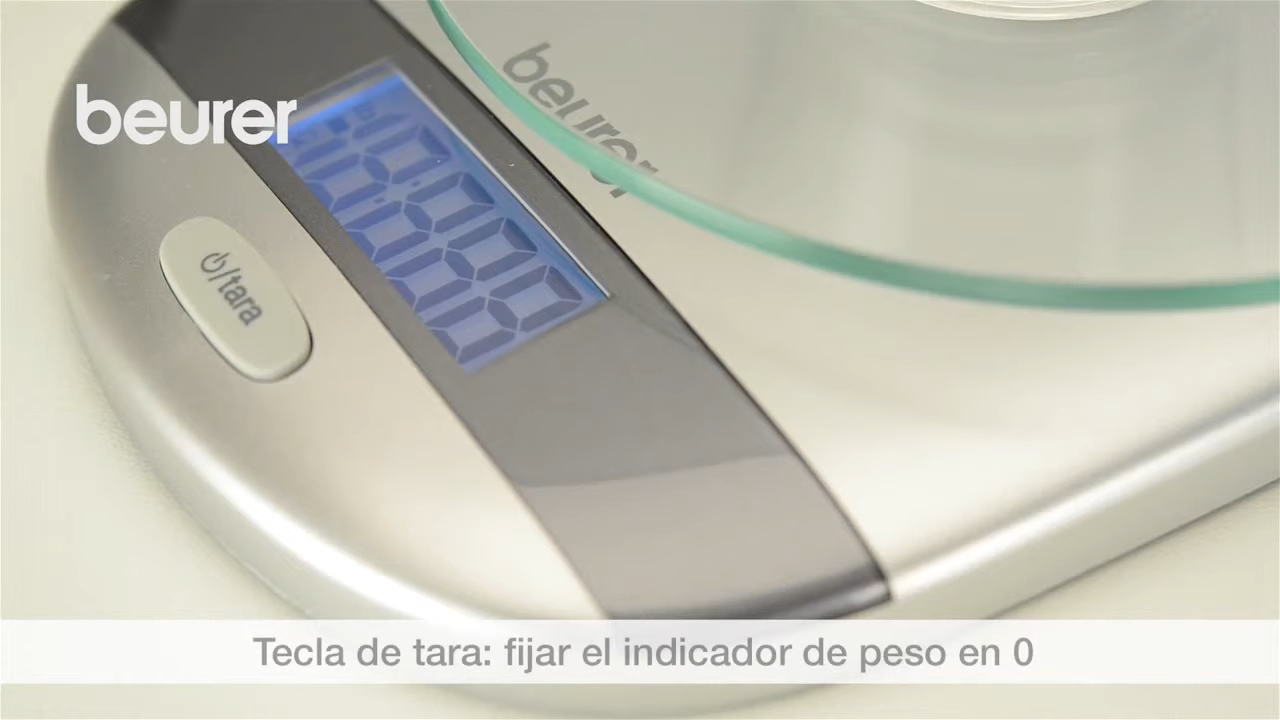 beurer
beurer
/tara
Tecla de tara: fijar el indicador de peso en 0